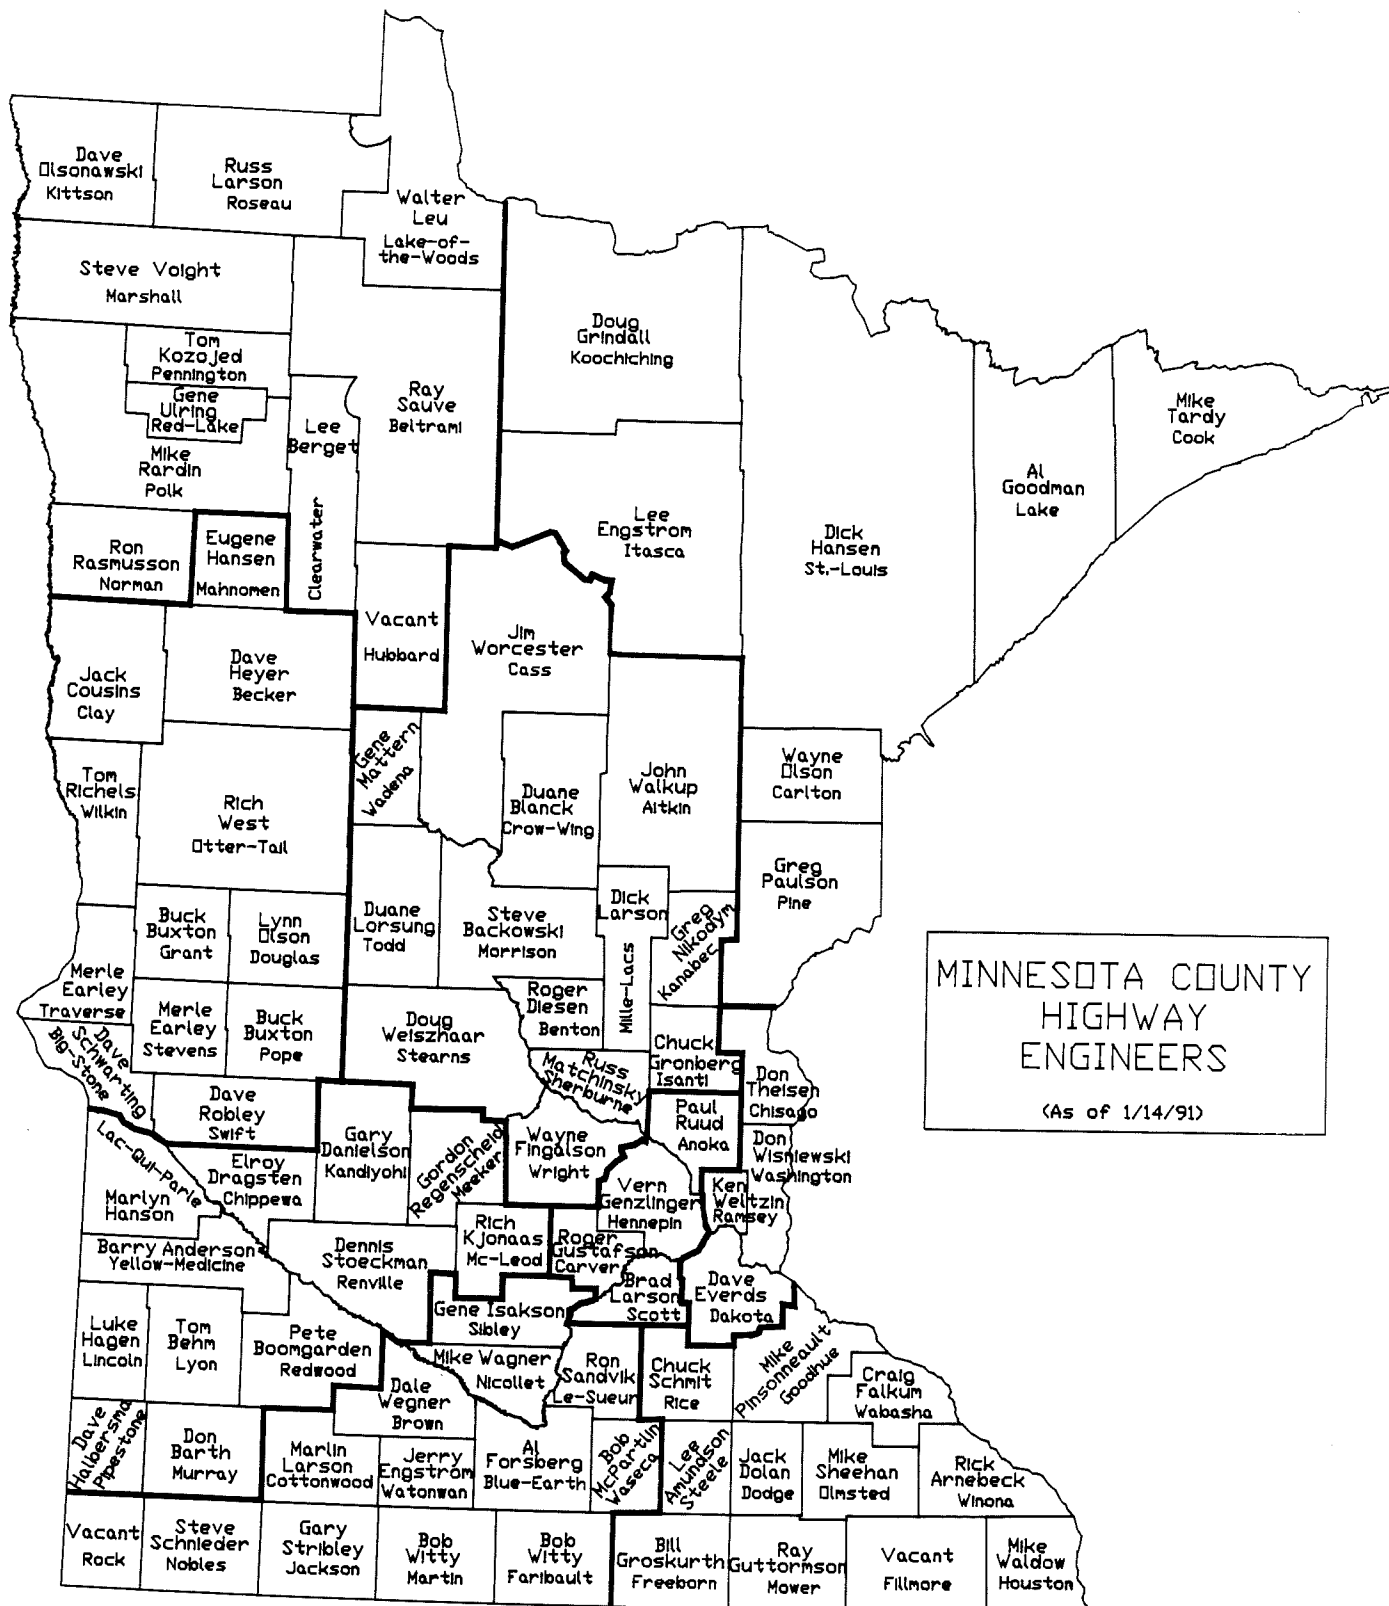 Dave
Olsonawski
Kittson
Russ
Larson
Roseau
Walter
Leu
Lake-of-
the-Woods
Steve Voight
Marshall
Tom
Kozojed
Pennington
Gene
Ulring
Red-Lake
Mike
Rardin
Polk
Lee
Berget
Clearwater
Ray
Sauve
Beltrami
Doug
Grindall
Koochiching
Lee
Engstrom
Itasca
Dick
Hansen
St.-Louis
Al
Goodman
Lake
Mike
Tardy
Cook
Ron
Rasmusson
Norman
Eugene
Hansen
Mahnomen
Vacant
Hubbard
Jim
Worcester
Cass
Jack
Cousins
Clay
Dave
Heyer
Becker
Gene
Mattern
Wadena
Tom
Richels
Wilkin
Rich
West
Otter-Tail
Duane
Blanck
Crow-Wing
John
Walkup
Aitkin
Wayne
Olson
Carlton
Greg
Paulson
Pine
Buck
Buxton
Grant
Lynn
Olson
Douglas
Duane
Lorsung
Todd
Steve
Backowski
Morrison
Dick
Larson
Mille-Lacs
Greg
Nikodym
Kanabec
Merle
Earley
Traverse
Merle
Earley
Stevens
Buck
Buxton
Pope
Doug
Weiszhaar
Stearns
Roger
Diesen
Benton
Chuck
Gronberg
Isanti
Dave
Schwarting
Big-Stone
Dave
Robley
Swift
Russ
Matchinsky
Sherburne
Don
Theisen
Chisago
MINNESOTA COUNTY
HIGHWAY
ENGINEERS
(As of 1/14/91)
Lac-Qui-Parle
Marlyn
Hanson
Elroy
Dragsten
Chippewa
Gary
Danielson
Kandiyohi
Gordon
Regenscheid
Meeker
Wayne
Fingalson
Wright
Paul
Ruud
Anoka
Don
Wisniewski
Washington
Vern
Genzlinger
Hennepin
Ken
Weltzin
Ramsey
Barry Anderson
Yellow-Medicine
Dennis
Stoeckman
Renville
Rich
Kjonaas
Mc-Leod
Roger
Gustafson
Carver
Brad
Larson
Scott
Dave
Everds
Dakota
Luke
Hagen
Lincoln
Tom
Behm
Lyon
Pete
Boomgarden
Redwood
Gene Isakson
Sibley
Mike Wagner
Nicollet
Ron
Sandvik
Le-Sueur
Chuck
Schmit
Rice
Mike
Pinsonneault
Goodhue
Craig
Falkum
Wabasha
Dale
Wegner
Brown
Dave
Halbersma
Pipestone
Don
Barth
Murray
Marlin
Larson
Cottonwood
Jerry
Engstrom
Watonwan
Al
Forsberg
Blue-Earth
Bob
McPartlin
Waseca
Lee
Amundson
Steele
Jack
Dolan
Dodge
Mike
Sheehan
Olmsted
Rick
Arnebeck
Winona
Vacant
Rock
Steve
Schnieder
Nobles
Gary
Stribley
Jackson
Bob
Witty
Martin
Bob
Witty
Faribault
Bill
Groskurth
Freeborn
Ray
Guttormson
Mower
Vacant
Fillmore
Mike
Waldow
Houston